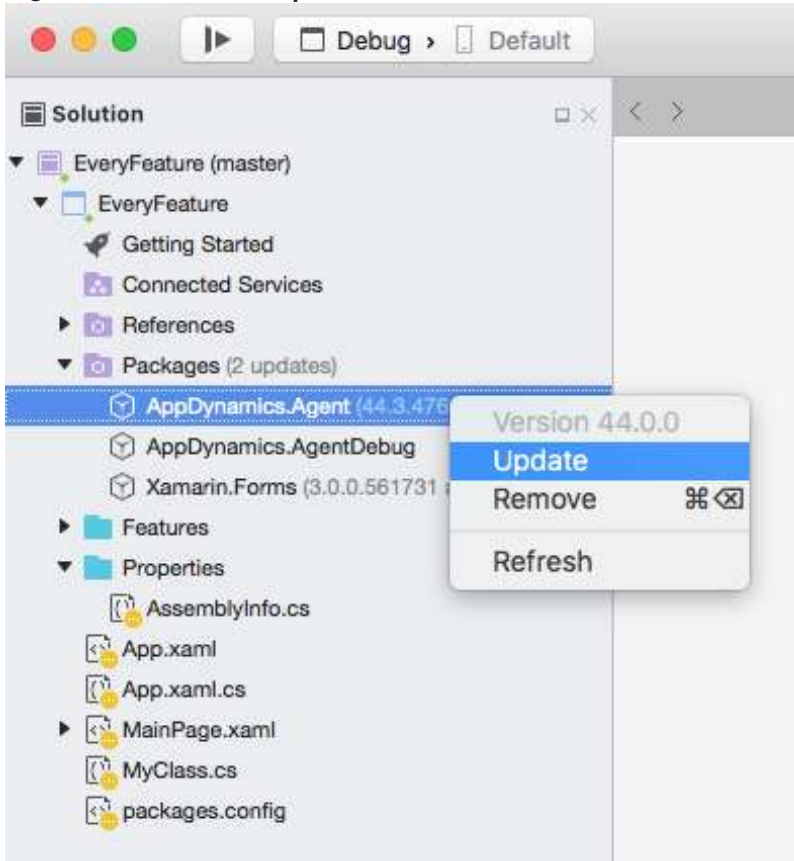 Debug › Default
Solution
EveryFeature (master)
EveryFeature
Getting Started
Connected Services
References
Packages (2 updates)
AppDynamics.Agent (44.3.476
Version 44.0.0
AppDynamics.AgentDebug
Update
Xamarin.Forms (3.0.0.561731
Remove ⌘⌫
Features
Refresh
Properties
AssemblyInfo.cs
App.xaml
App.xaml.cs
MainPage.xaml
MyClass.cs
packages.config